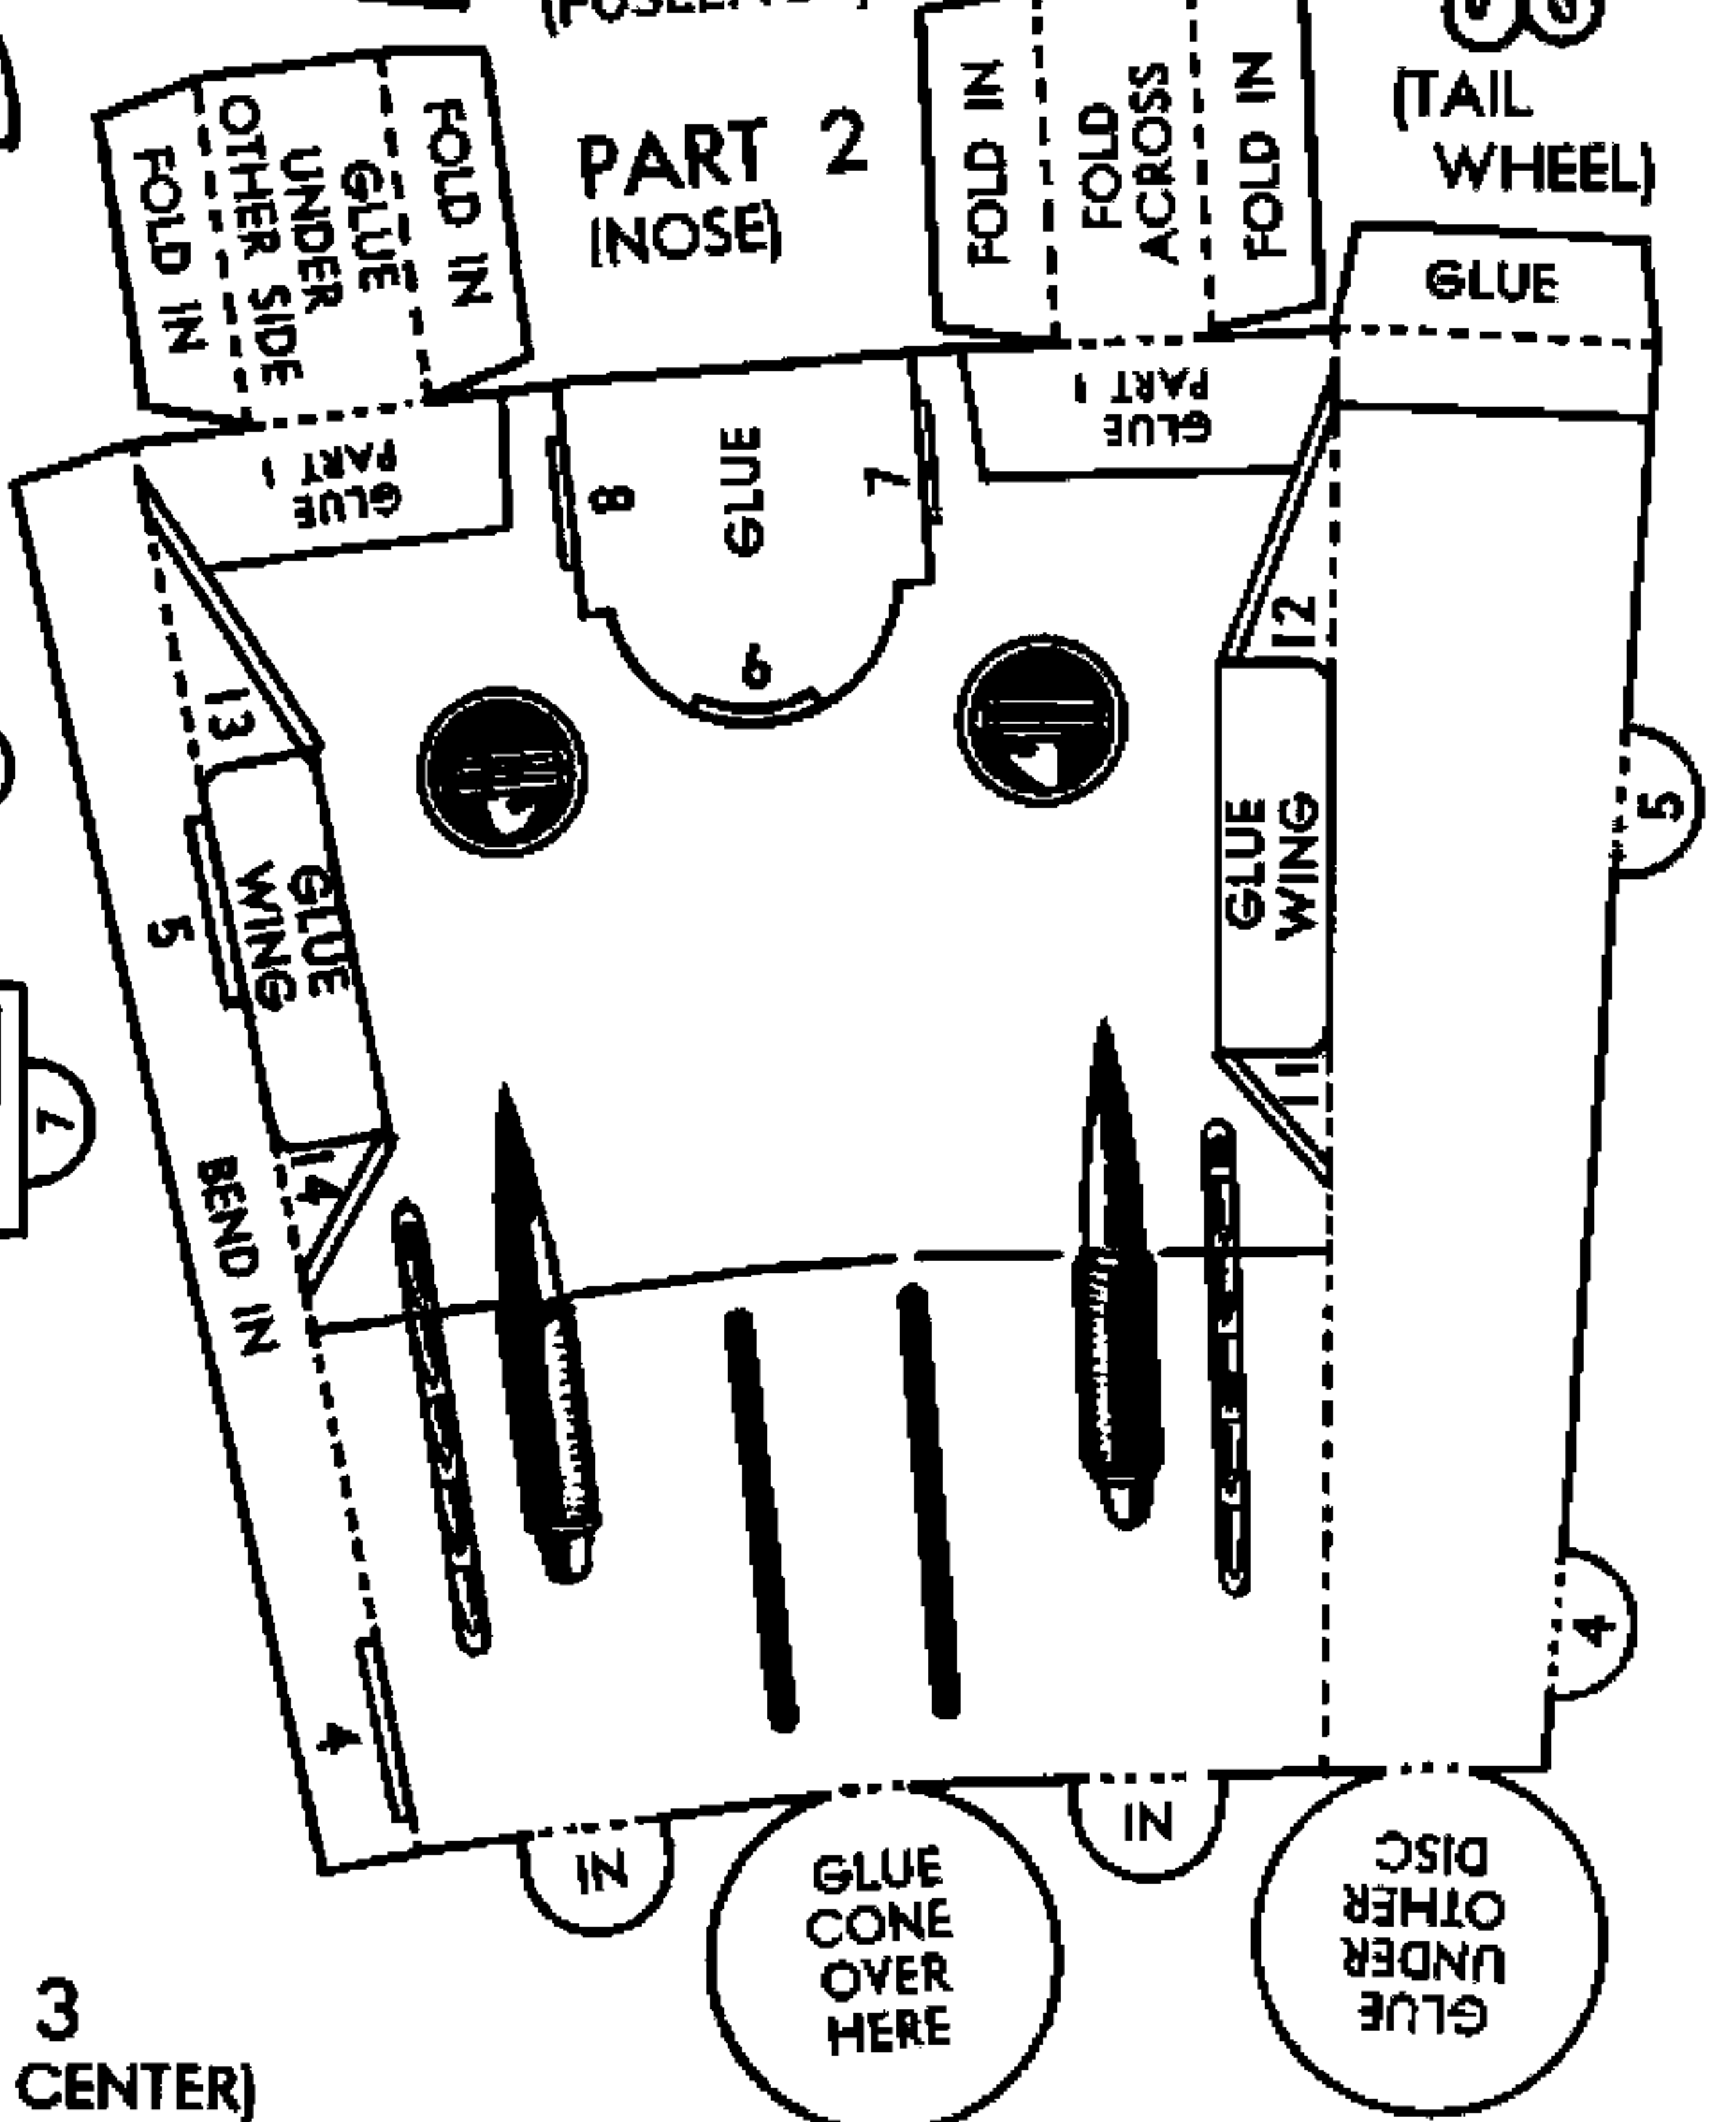 (TAIL
WHEEL)
PART 2
(NOSE)
FOLD IN
GLUE
UNDER
OTHER SIDE
FOLD IN
FOLD IN
FOLD
ACROSS
FOLD IN
GLUE
GLUE
PART
1
GLUE
PART
1
8
GLUE
7
6
12
13
GLUE
WING
GLUE
WING
5
5
7
11
14
BEND IN
4
4
IN
IN
GLUE
CONE
OVER
HERE
GLUE
UNDER
OTHER
DISC
3
CENTER)